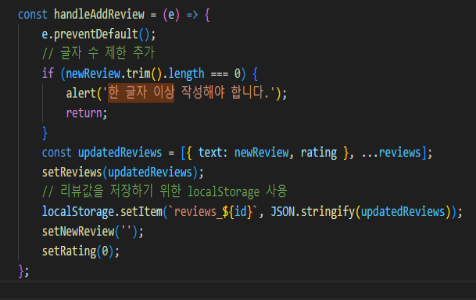 const handleAddReview = (e) => {
e.preventDefault();
// 글자 수 제한 추가
if (newReview.trim().length === 0) {
alert('한 글자 이상 작성해야 합니다.');
return;
}
const updatedReviews = [{ text: newReview, rating }, ...reviews];
setReviews(updatedReviews);
// 리뷰값을 저장하기 위한 localStorage 사용
localStorage.setItem(`reviews_${id}`, JSON.stringify(updatedReviews));
setNewReview('');
setRating(0);
};